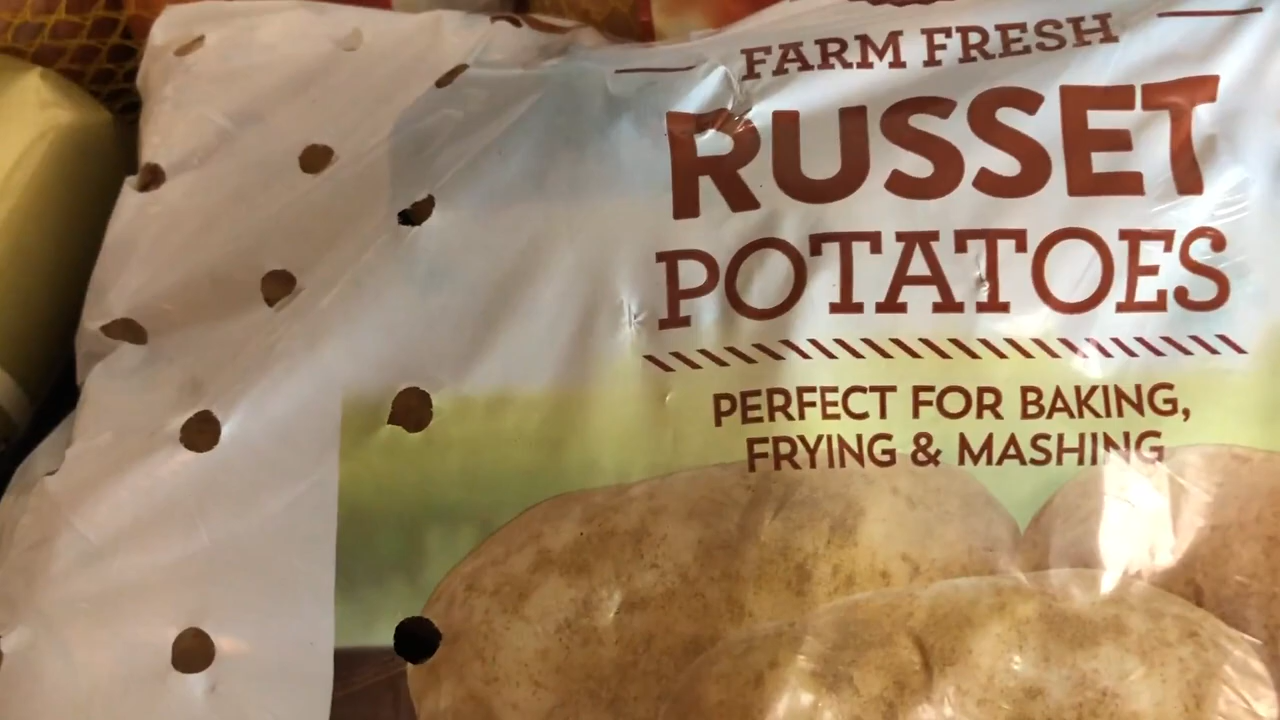 FARM FRESH
RUSSET
POTATOES
PERFECT FOR BAKING,
FRYING & MASHING